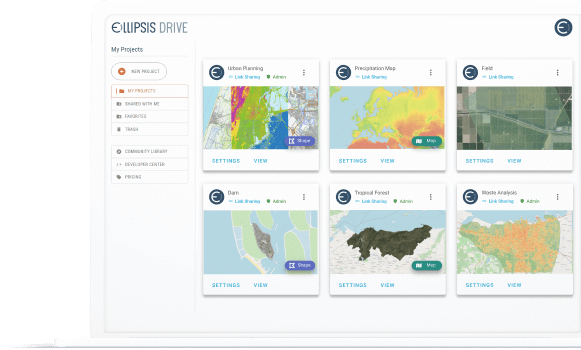 ELLIPSIS DRIVE
My Projects
NEW PROJECT
MY PROJECTS
SHARED WITH ME
FAVORITES
TRASH
COMMUNITY LIBRARY
DEVELOPER CENTER
PRICING
Urban Planning
Link Sharing Admin
Shape
SETTINGS VIEW
Precipitation Map
Link Sharing
Map
SETTINGS VIEW
Field
Link Sharing
SETTINGS VIEW
Dam
Link Sharing Admin
Shape
SETTINGS VIEW
Tropical Forest
Link Sharing Admin
Map
SETTINGS VIEW
Waste Analysis
Link Sharing Admin
SETTINGS VIEW